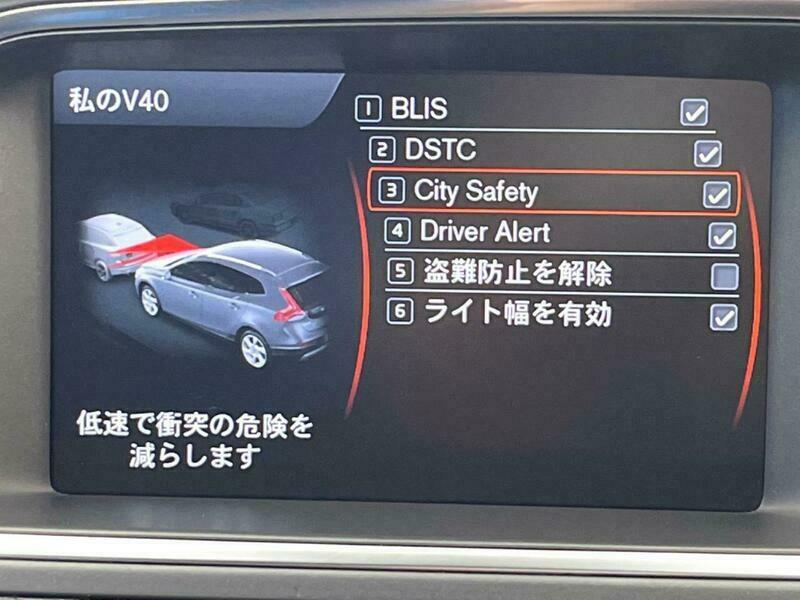 私のV40
1 BLIS
2 DSTC
3 City Safety
4 Driver Alert
5 盗難防止を解除
6 ライト幅を有効
低速で衝突の危険を
減らします